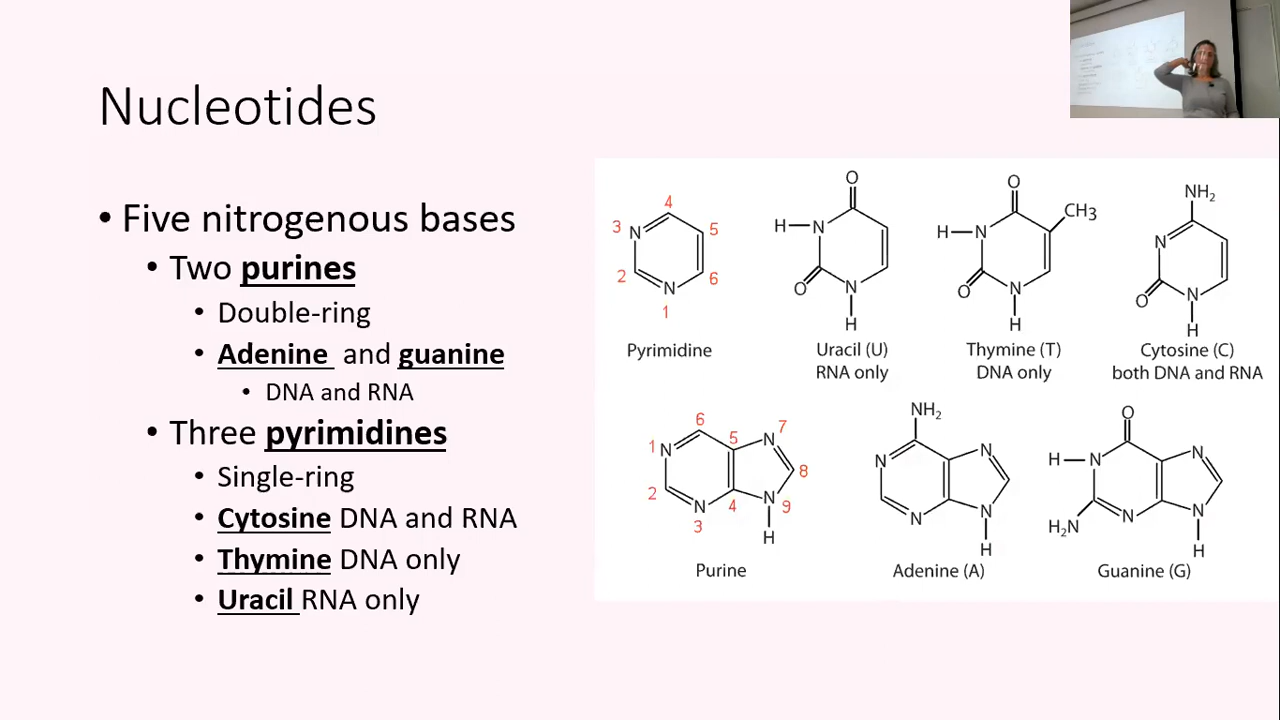 Nucleotides
• Five nitrogenous bases
• Two purines
• Double-ring
• Adenine and guanine
• DNA and RNA
• Three pyrimidines
• Single-ring
• Cytosine DNA and RNA
• Thymine DNA only
• Uracil RNA only
4
3 N 5
2 6
N
1
Pyrimidine
O
H N
O N
H
Uracil (U)
RNA only
O
CH3
H N
O N
H
Thymine (T)
DNA only
NH2
N
O N
H
Cytosine (C)
both DNA and RNA
6
1 N 5 N 7
8
2 N 4 N 9
3 H
Purine
NH2
N N
N N
H
Adenine (A)
O
H N N
H2N N N
H
Guanine (G)